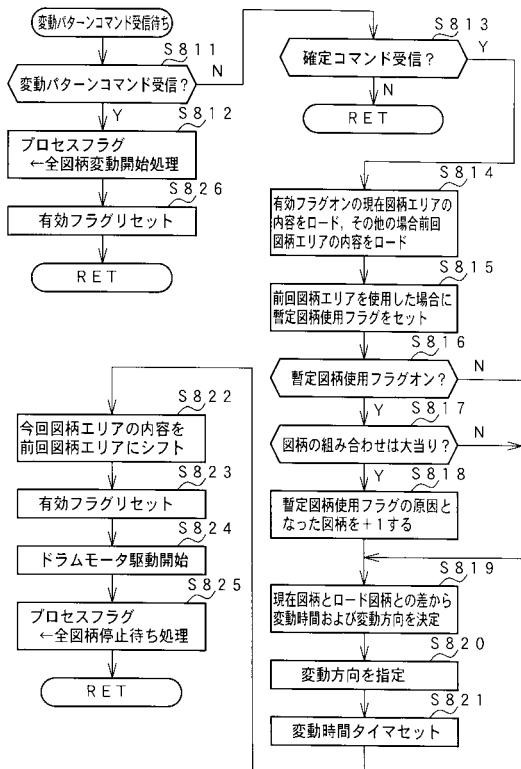 変動パターンコマンド受信待ち
S811
変動パターンコマンド受信?
N
Y
S812
プロセスフラグ
←全図柄変動開始処理
S826
有効フラグリセット
RET
S813
確定コマンド受信?
Y
N
RET
S814
有効フラグオンの現在図柄エリアの
内容をロード,その他の場合前回
図柄エリアの内容をロード
S815
前回図柄エリアを使用した場合に
暫定図柄使用フラグをセット
S816
暫定図柄使用フラグオン?
N
Y
S817
図柄の組み合わせは大当り?
N
Y
S818
暫定図柄使用フラグの原因と
なった図柄を+1する
S819
現在図柄とロード図柄との差から
変動時間および変動方向を決定
S820
変動方向を指定
S821
変動時間タイマセット
S822
今回図柄エリアの内容を
前回図柄エリアにシフト
S823
有効フラグリセット
S824
ドラムモータ駆動開始
S825
プロセスフラグ
←全図柄停止待ち処理
RET